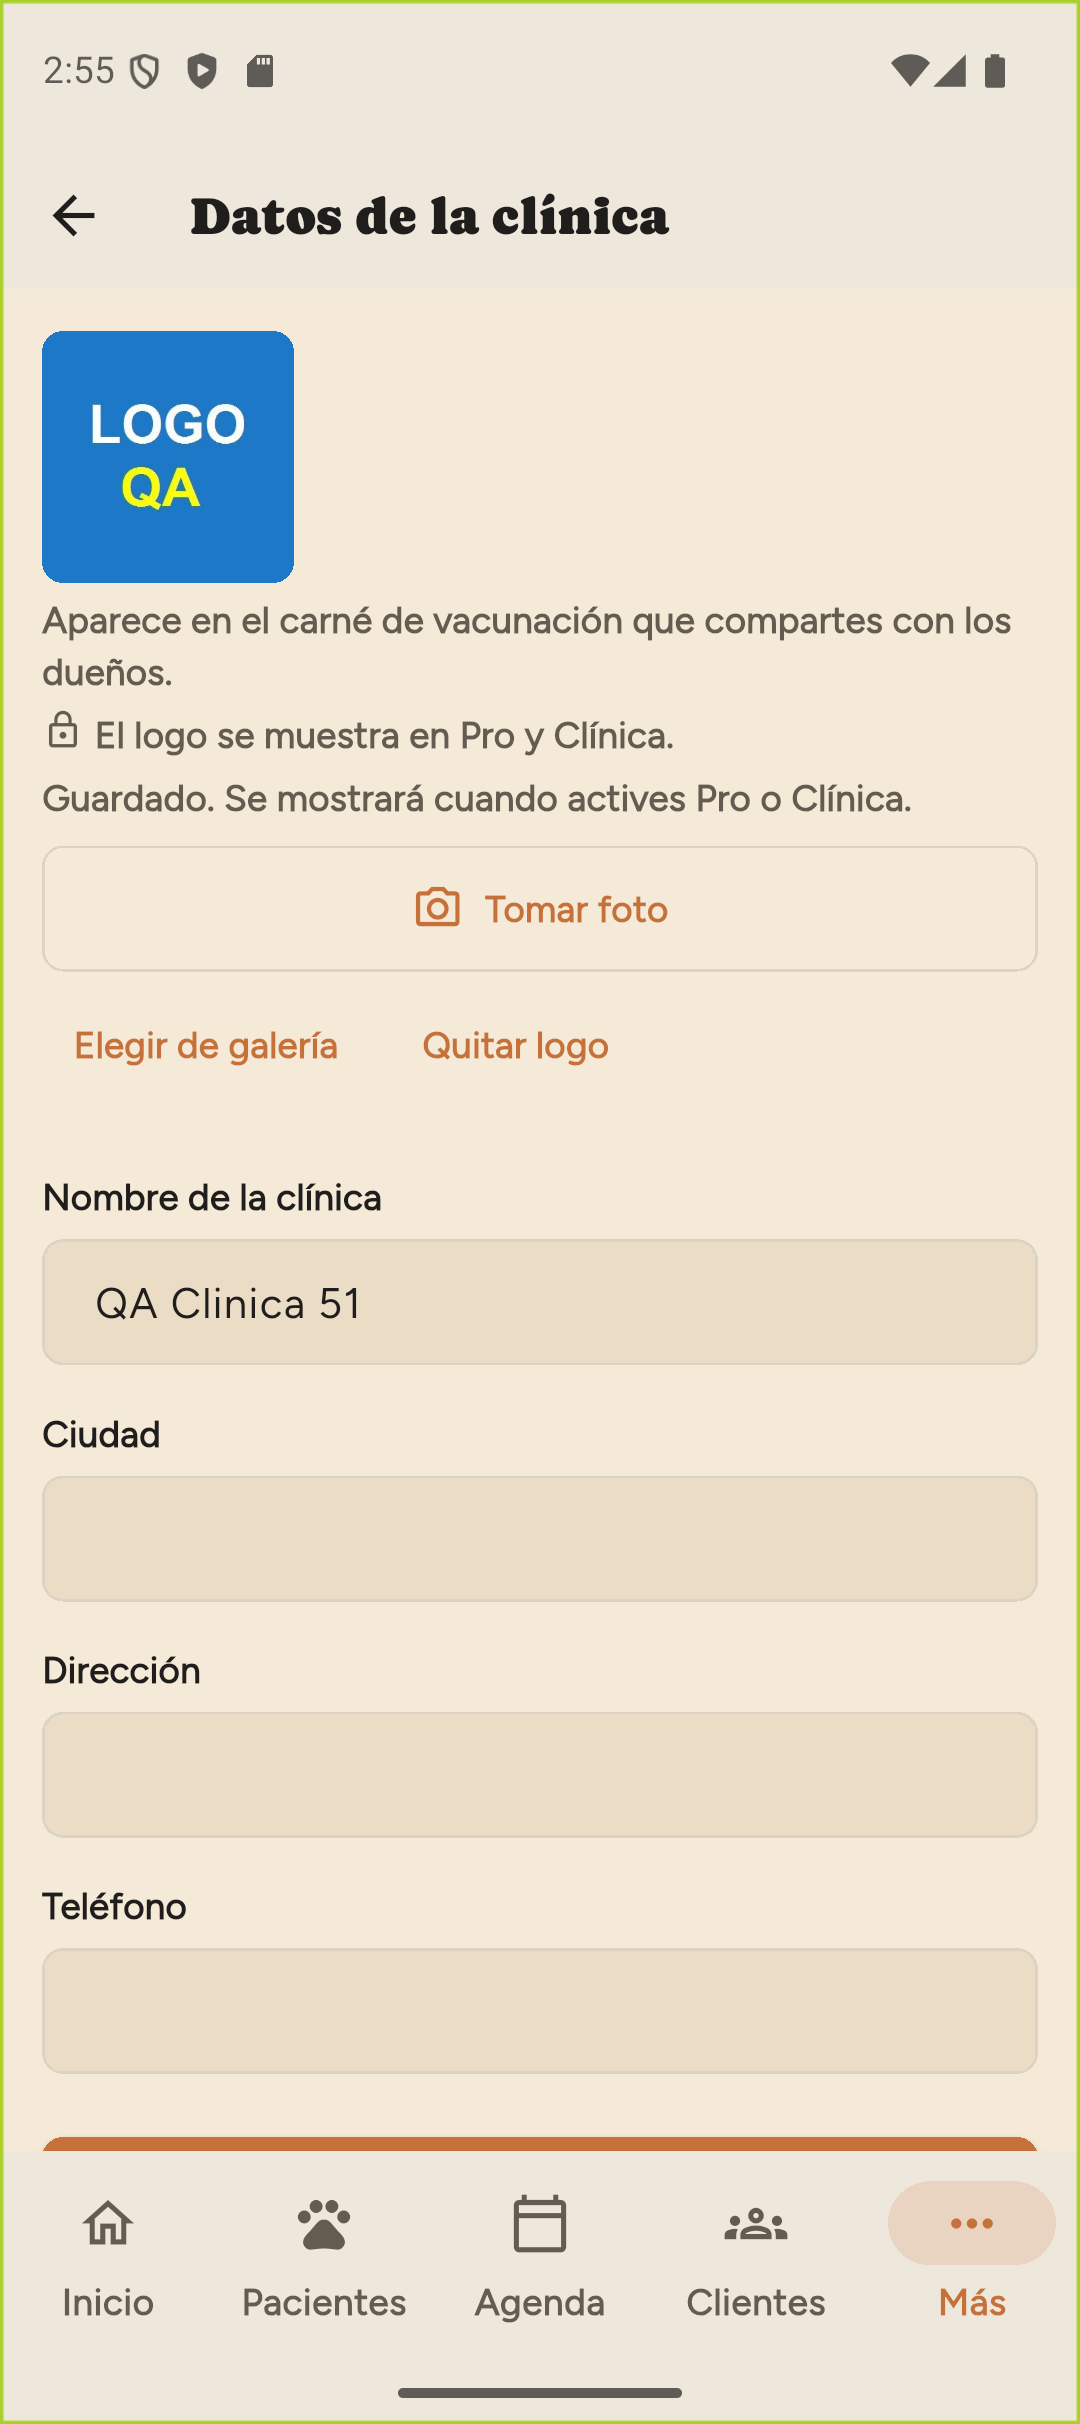 2:55
Datos de la clínica
LOGO
QA
Aparece en el carné de vacunación que compartes con los
dueños.
El logo se muestra en Pro y Clínica.
Guardado. Se mostrará cuando actives Pro o Clínica.
Tomar foto
Elegir de galería
Quitar logo
Nombre de la clínica
QA Clinica 51
Ciudad
Dirección
Teléfono
Inicio
Pacientes
Agenda
Clientes
Más